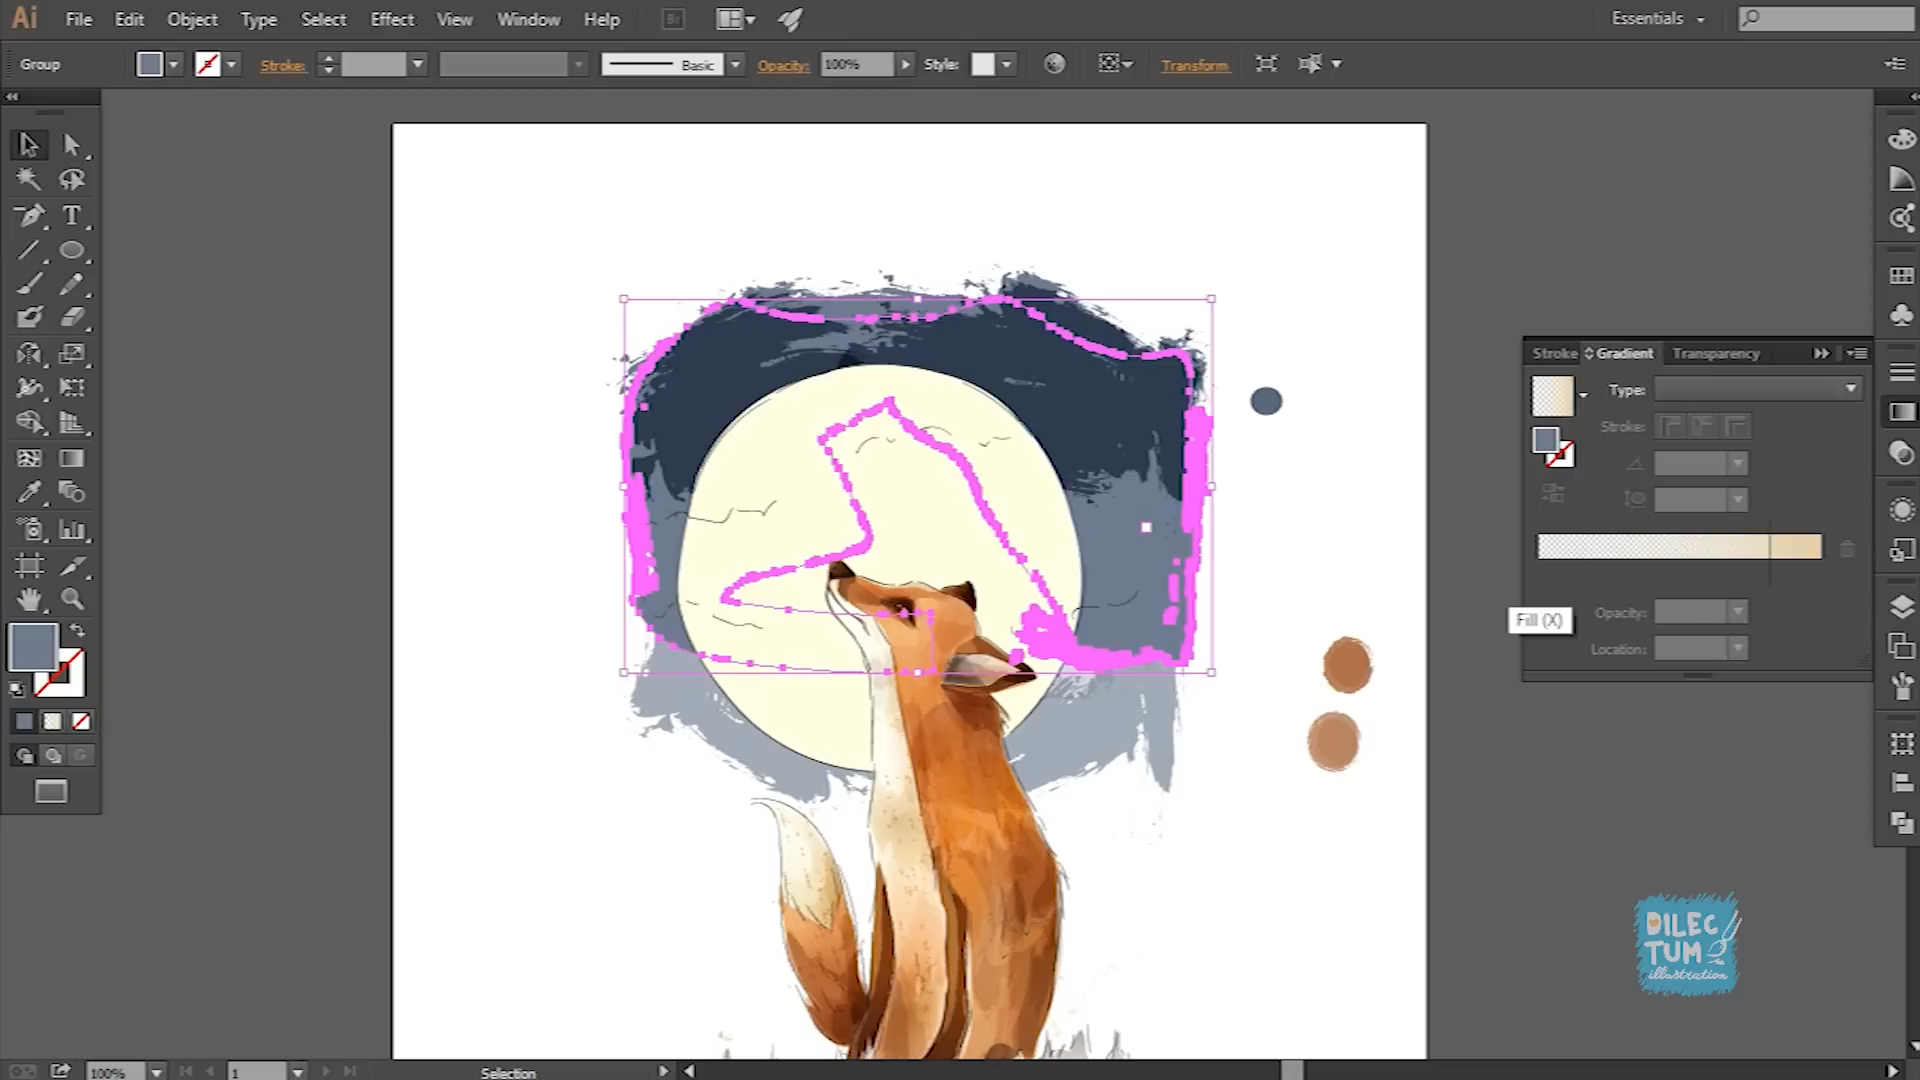 Ai File Edit Object Type Select Effect View Window Help Br Essentials
Group Stroke: Basic Opacity: 100% Style: Transform
Stroke Gradient Transparency
Type:
Stroke:
Fill (X) Opacity:
Location:
DILEC
TUM
illustration
100% 1 Selection